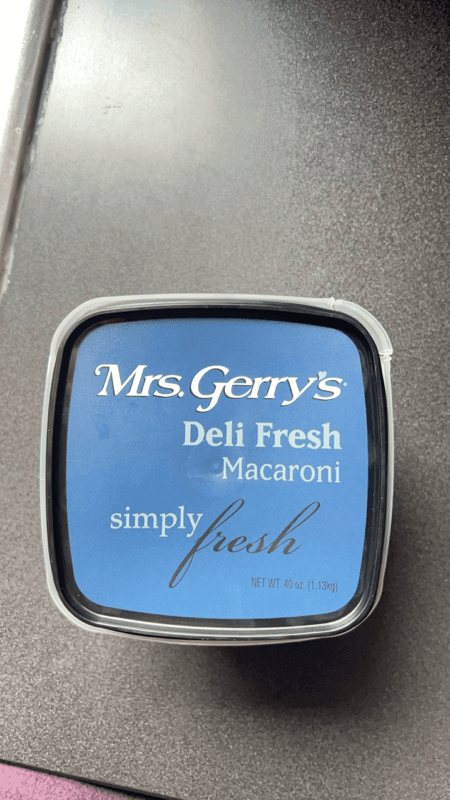 Mrs. Gerry's
Deli Fresh
Macaroni
simply fresh
NET WT. 40 oz. (1.13kg)